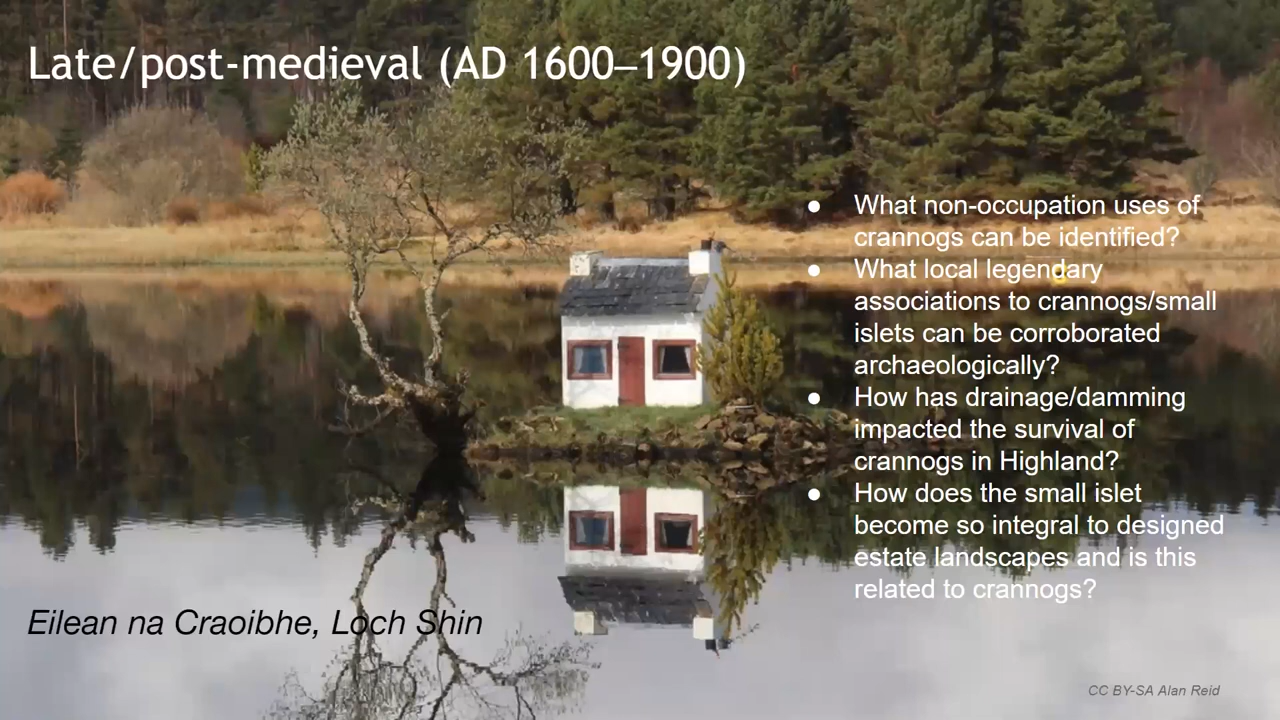 Late/post-medieval (AD 1600–1900)
● What non-occupation uses of
crannogs can be identified?
● What local legendary
associations to crannogs/small
islets can be corroborated
archaeologically?
● How has drainage/damming
impacted the survival of
crannogs in Highland?
● How does the small islet
become so integral to designed
estate landscapes and is this
related to crannogs?
Eilean na Craoibhe, Loch Shin
CC BY-SA Alan Reid